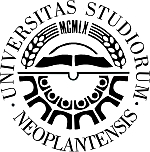 · UNIVERSITAS STUDIORUM ·
MCMLX
NEOPLANTENSIS